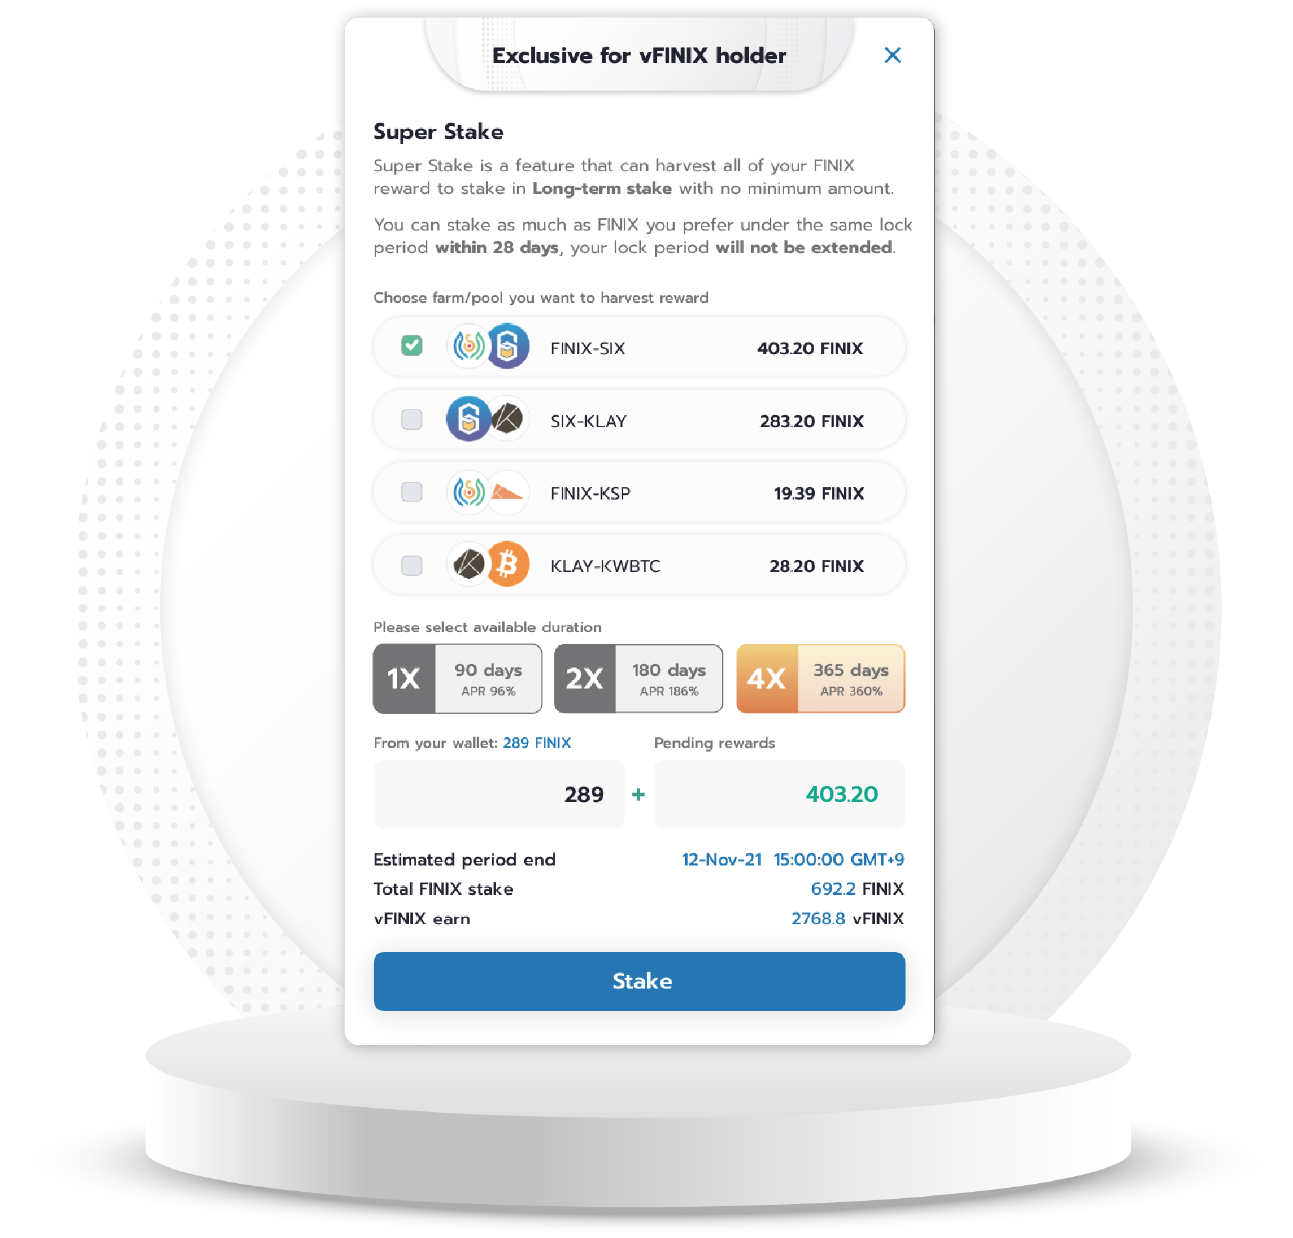 Exclusive for vFINIX holder
Super Stake
Super Stake is a feature that can harvest all of your FINIX
reward to stake in Long-term stake with no minimum amount.
You can stake as much as FINIX you prefer under the same lock
period within 28 days, your lock period will not be extended.
Choose farm/pool you want to harvest reward
FINIX-SIX 403.20 FINIX
SIX-KLAY 283.20 FINIX
FINIX-KSP 19.39 FINIX
KLAY-KWBTC 28.20 FINIX
Please select available duration
1X 90 days APR 96%
2X 180 days APR 186%
4X 365 days APR 360%
From your wallet: 289 FINIX Pending rewards
289 + 403.20
Estimated period end 12-Nov-21 15:00:00 GMT+9
Total FINIX stake 692.2 FINIX
vFINIX earn 2768.8 vFINIX
Stake